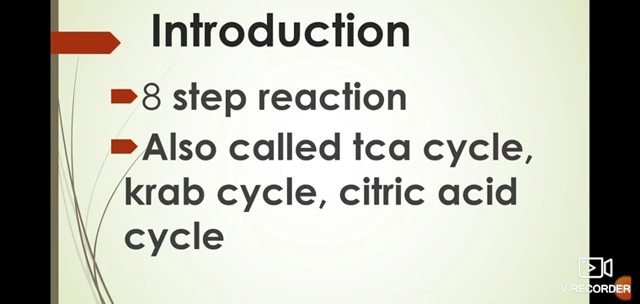 Introduction
8 step reaction
Also called tca cycle,
krab cycle, citric acid
cycle
V.RECORDER